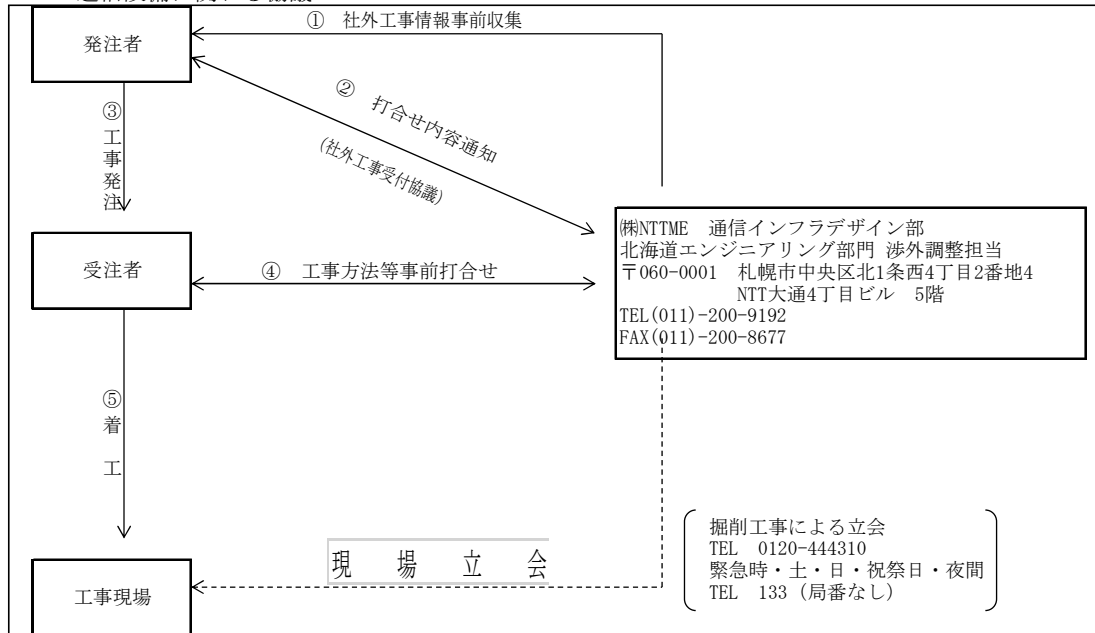 ① 社外工事情報事前収集
発注者
② 打合せ内容通知
(社外工事受付協議)
③工事発注
㈱NTTME 通信インフラデザイン部
北海道エンジニアリング部門 渉外調整担当
〒060-0001 札幌市中央区北1条西4丁目2番地4
NTT大通4丁目ビル 5階
TEL(011)-200-9192
FAX(011)-200-8677
受注者
④ 工事方法等事前打合せ
⑤着 工
掘削工事による立会
TEL 0120-444310
緊急時・土・日・祝祭日・夜間
TEL 133 (局番なし)
現 場 立 会
工事現場